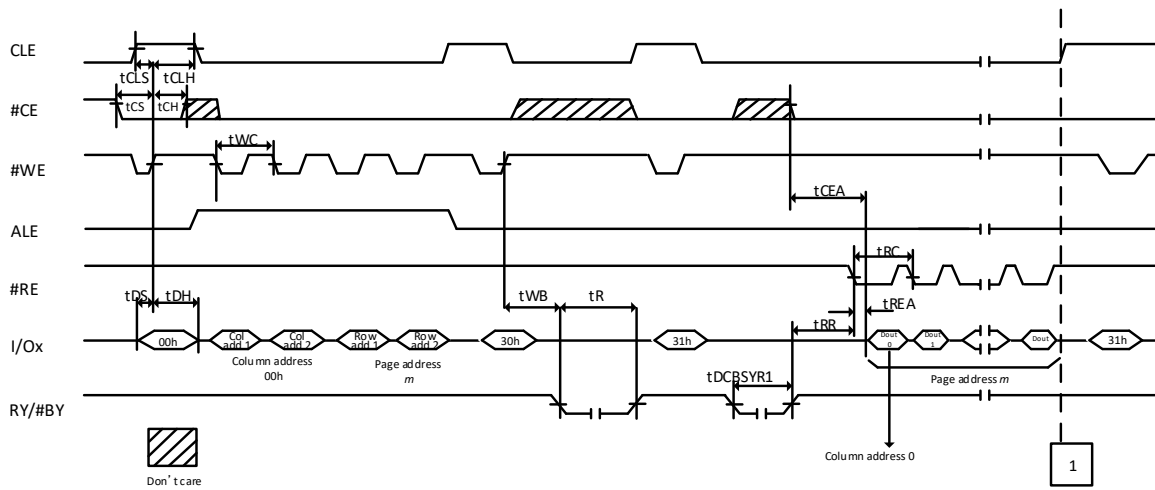 CLE
tCLS tCLH
#CE
tCS tCH
tWC
#WE
tCEA
ALE
tRC
#RE
tDS tDH
tWB tR
tREA
tRR
I/Ox
00h
Col add.1
Col add.2
Row add.1
Row add.2
30h
31h
Dout 0
Dout 1
Dout
31h
Column address
00h
Page address
m
tDCBSYR1
Page address m
RY/#BY
Column address 0
1
Don't care